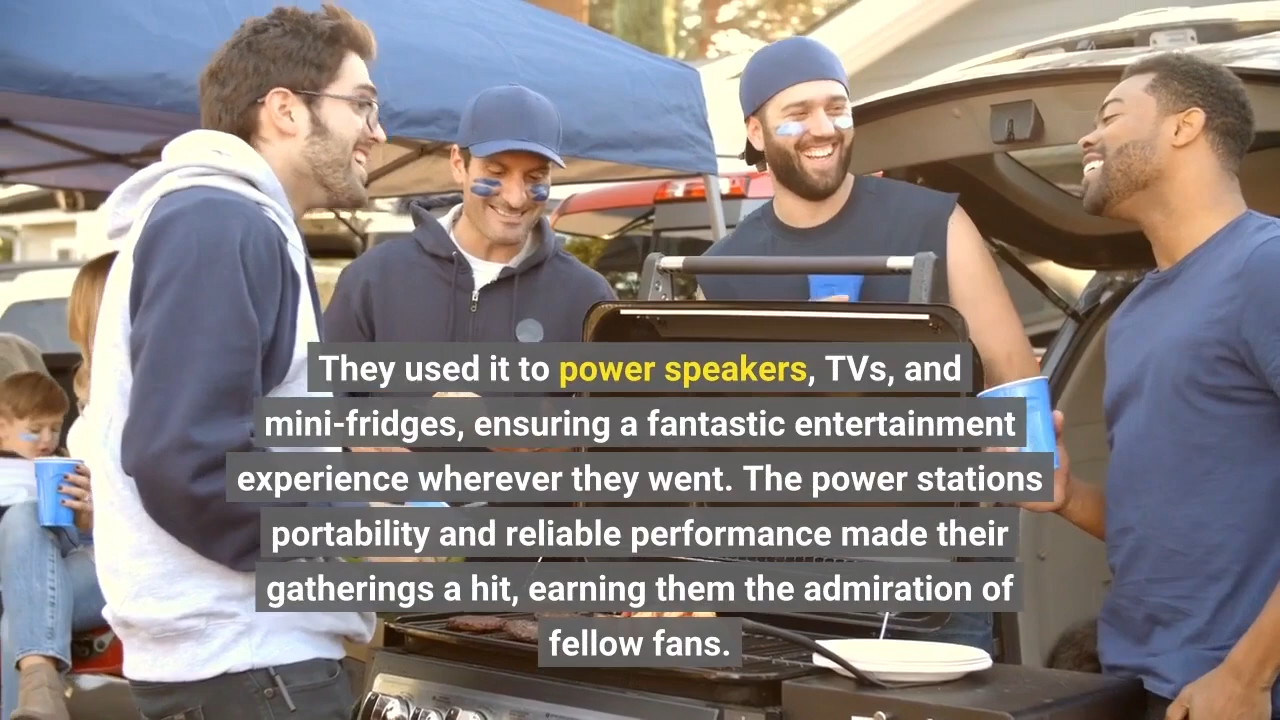 They used it to power speakers, TVs, and
mini-fridges, ensuring a fantastic entertainment
experience wherever they went. The power stations
portability and reliable performance made their
gatherings a hit, earning them the admiration of
fellow fans.